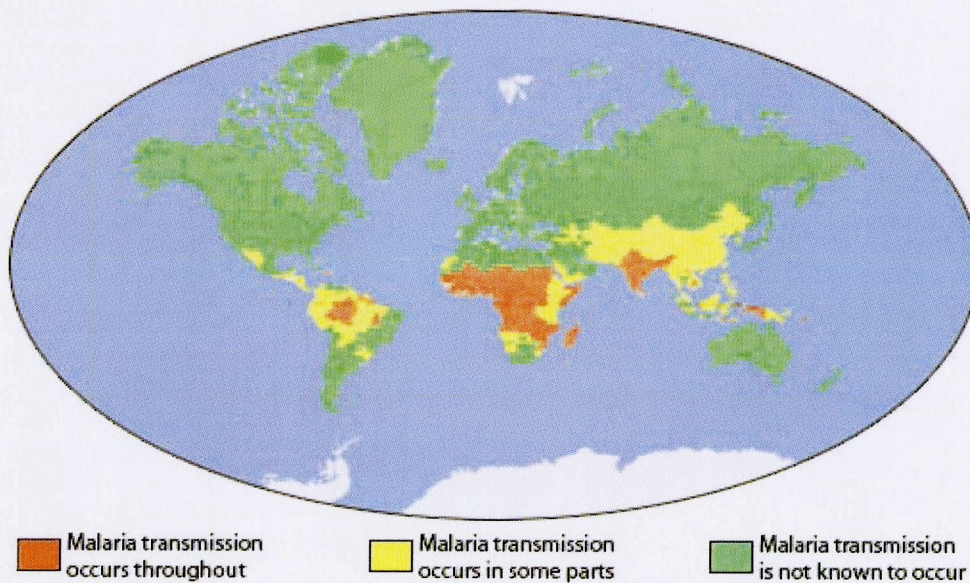 Malaria transmission
occurs throughout
Malaria transmission
occurs in some parts
Malaria transmission
is not known to occur